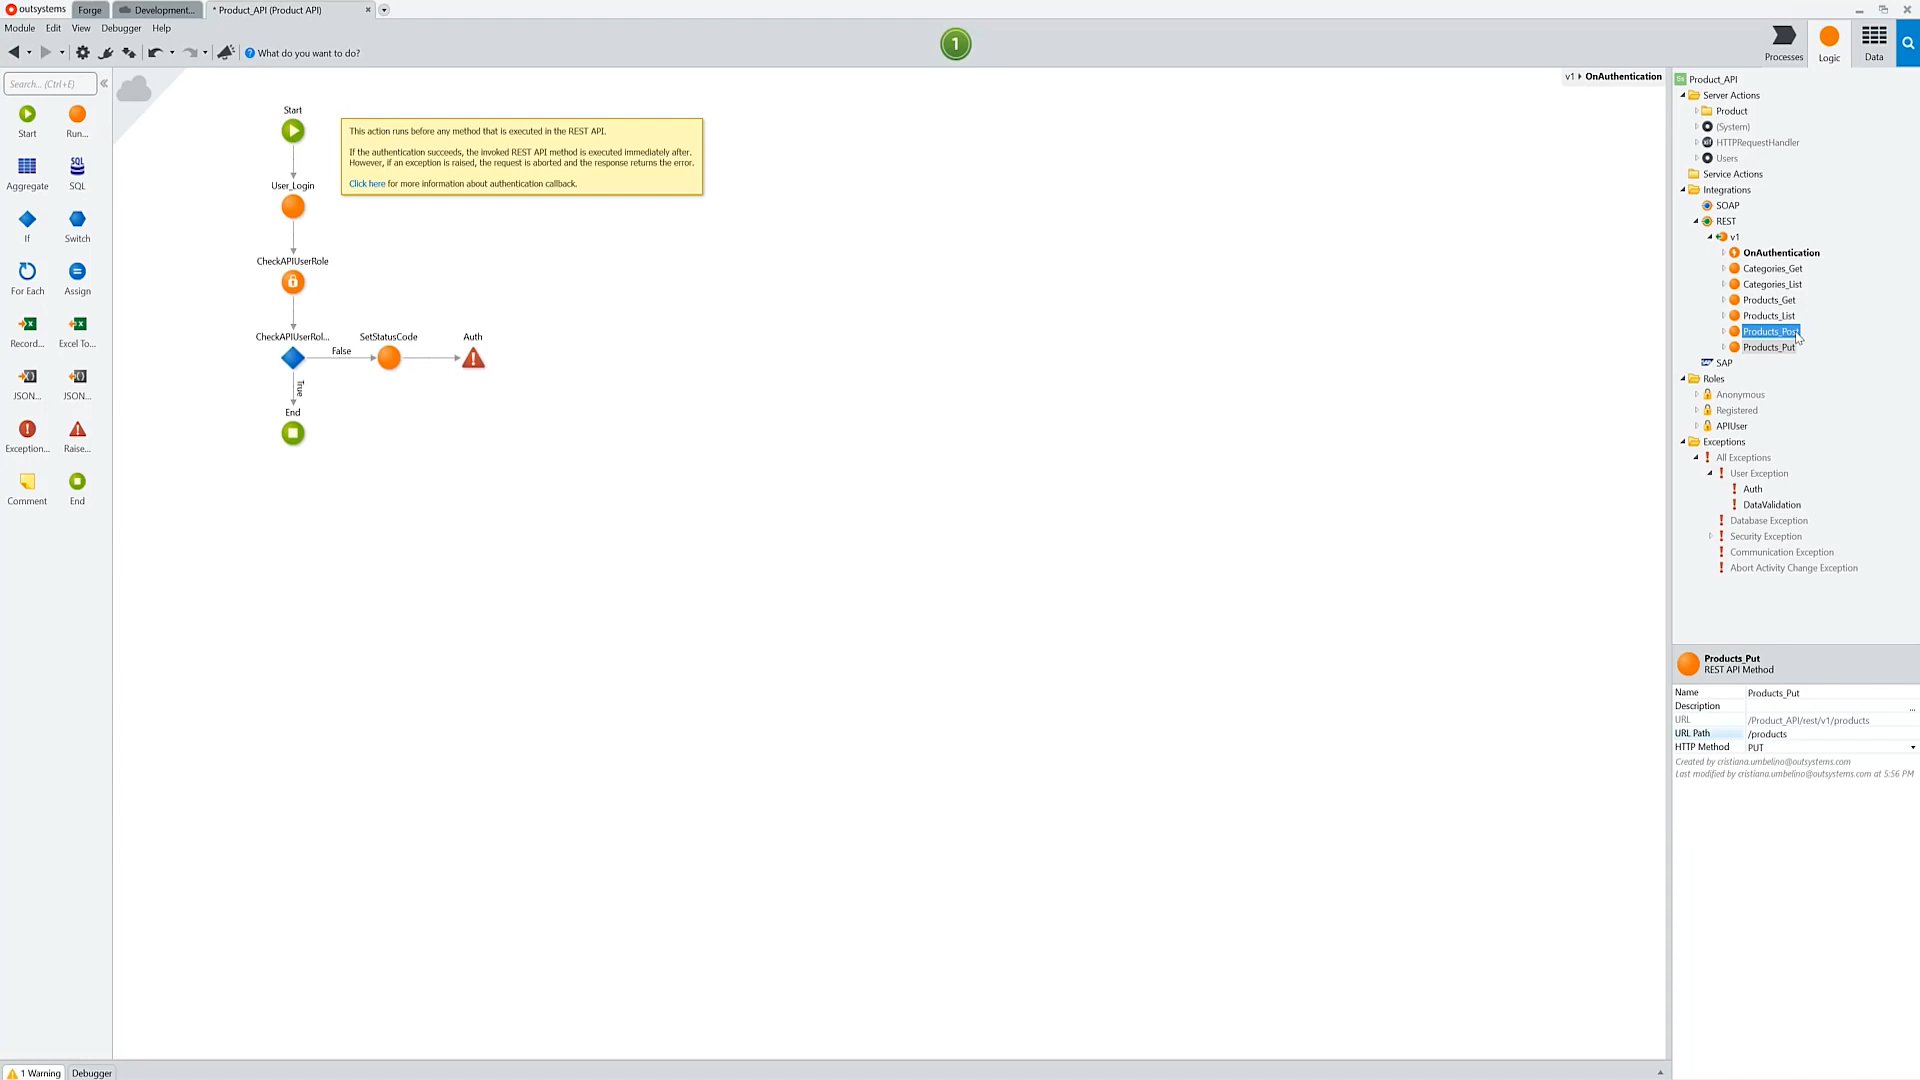 outsystems
Forge
Development...
* Product_API (Product API)
Module Edit View Debugger Help
What do you want to do?
1
Processes
Logic
Data
Search... (Ctrl+E)
Start
Run...
Aggregate
SQL
SQL
If
Switch
For Each
Assign
Record...
Excel To...
JSON...
JSON...
Exception...
Raise...
Comment
End
v1 OnAuthentication
Start
This action runs before any method that is executed in the REST API.
If the authentication succeeds, the invoked REST API method is executed immediately after.
However, if an exception is raised, the request is aborted and the response returns the error.
Click here for more information about authentication callback.
User_Login
CheckAPIUserRole
CheckAPIUserRol...
False
SetStatusCode
Auth
True
End
Product_API
Server Actions
Product
(System)
HTTPRequestHandler
Users
Service Actions
Integrations
SOAP
REST
v1
OnAuthentication
Categories_Get
Categories_List
Products_Get
Products_List
Products_Post
Products_Put
SAP
Roles
Anonymous
Registered
APIUser
Exceptions
All Exceptions
User Exception
Auth
DataValidation
Database Exception
Security Exception
Communication Exception
Abort Activity Change Exception
Products_Put
REST API Method
Name Products_Put
Description ...
URL /Product_API/rest/v1/products
URL Path /products
HTTP Method PUT
Created by cristiana.umbelino@outsystems.com
Last modified by cristiana.umbelino@outsystems.com at 5:56 PM
1 Warning
Debugger